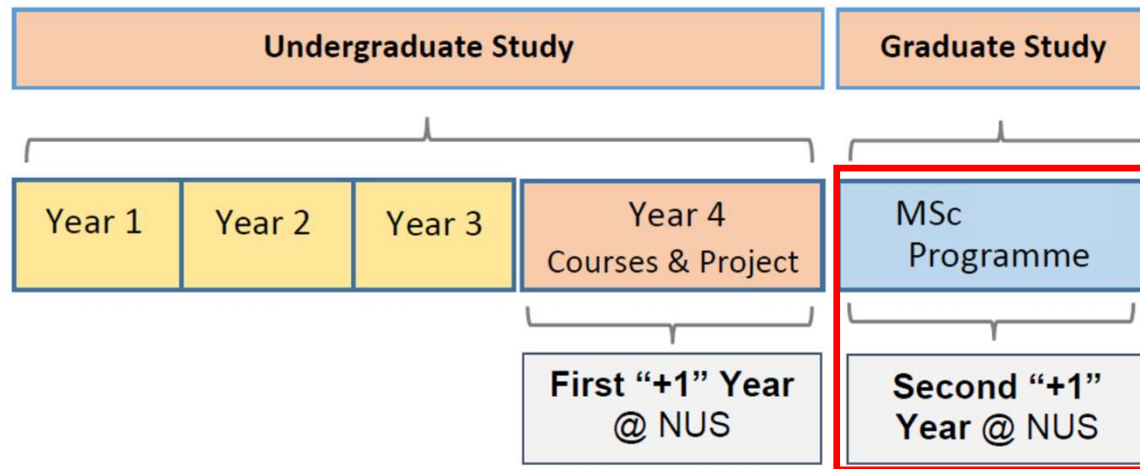 Undergraduate Study
Graduate Study
Year 1
Year 2
Year 3
Year 4
Courses & Project
MSc
Programme
First “+1” Year
@ NUS
Second “+1”
Year @ NUS